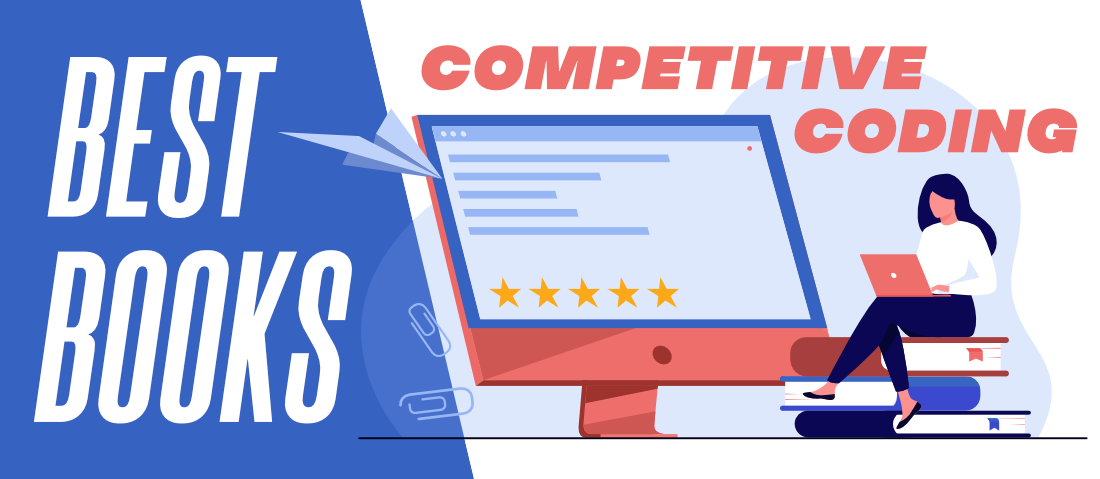 BEST
BOOKS
COMPETITIVE
CODING